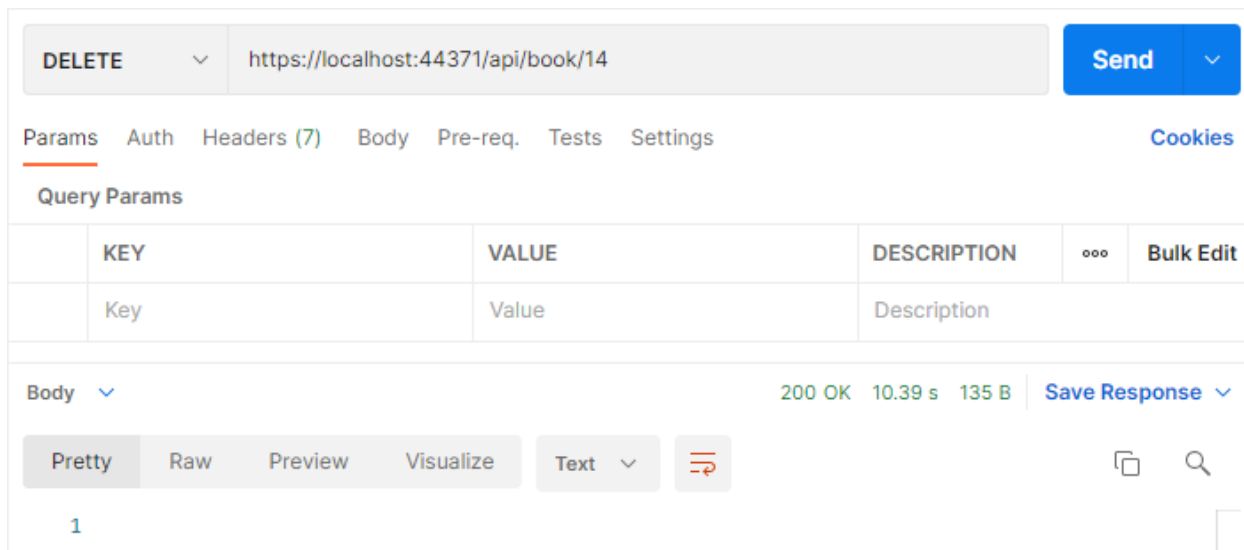 DELETE https://localhost:44371/api/book/14 Send
Params Auth Headers (7) Body Pre-req. Tests Settings Cookies
Query Params
KEY VALUE DESCRIPTION ooo Bulk Edit
Key Value Description
Body 200 OK 10.39 s 135 B Save Response
Pretty Raw Preview Visualize Text
1